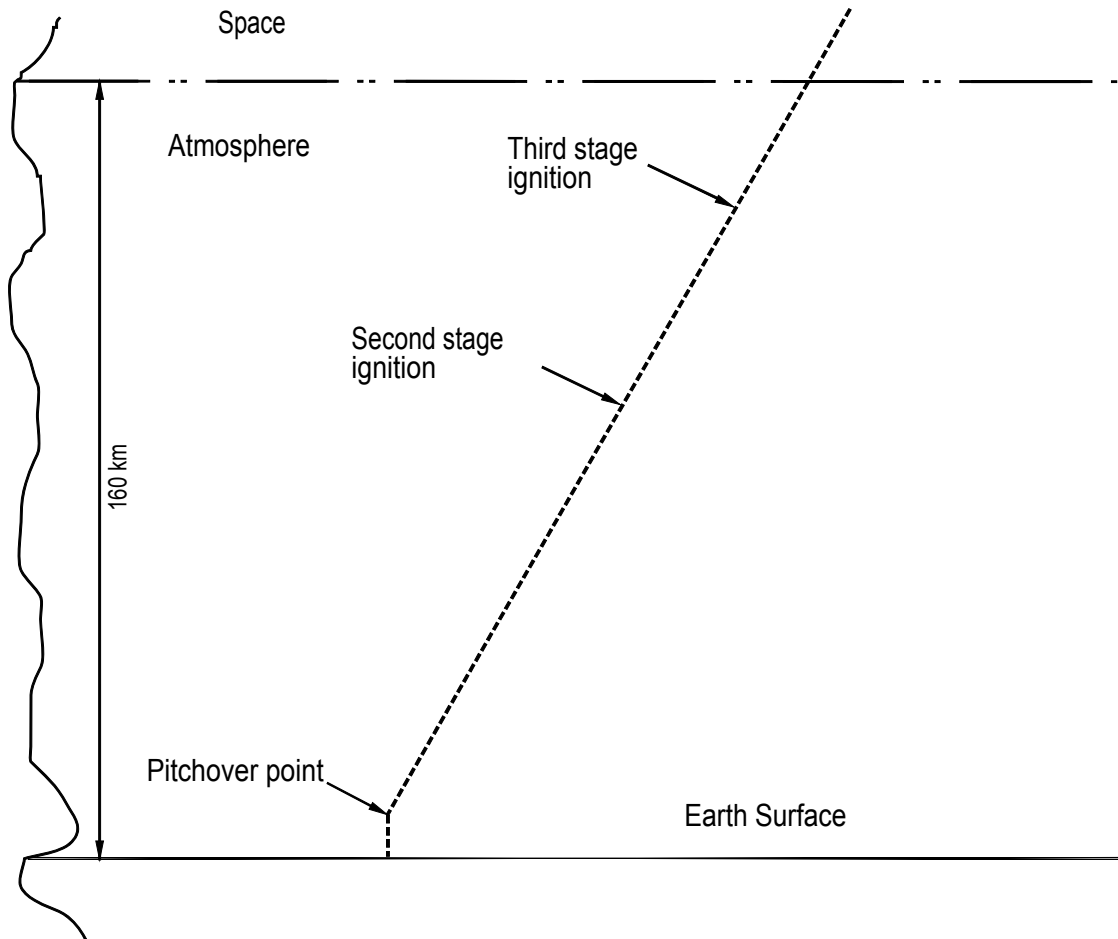 Space
Atmosphere
Third stage
ignition
Second stage
ignition
160 km
Pitchover point
Earth Surface